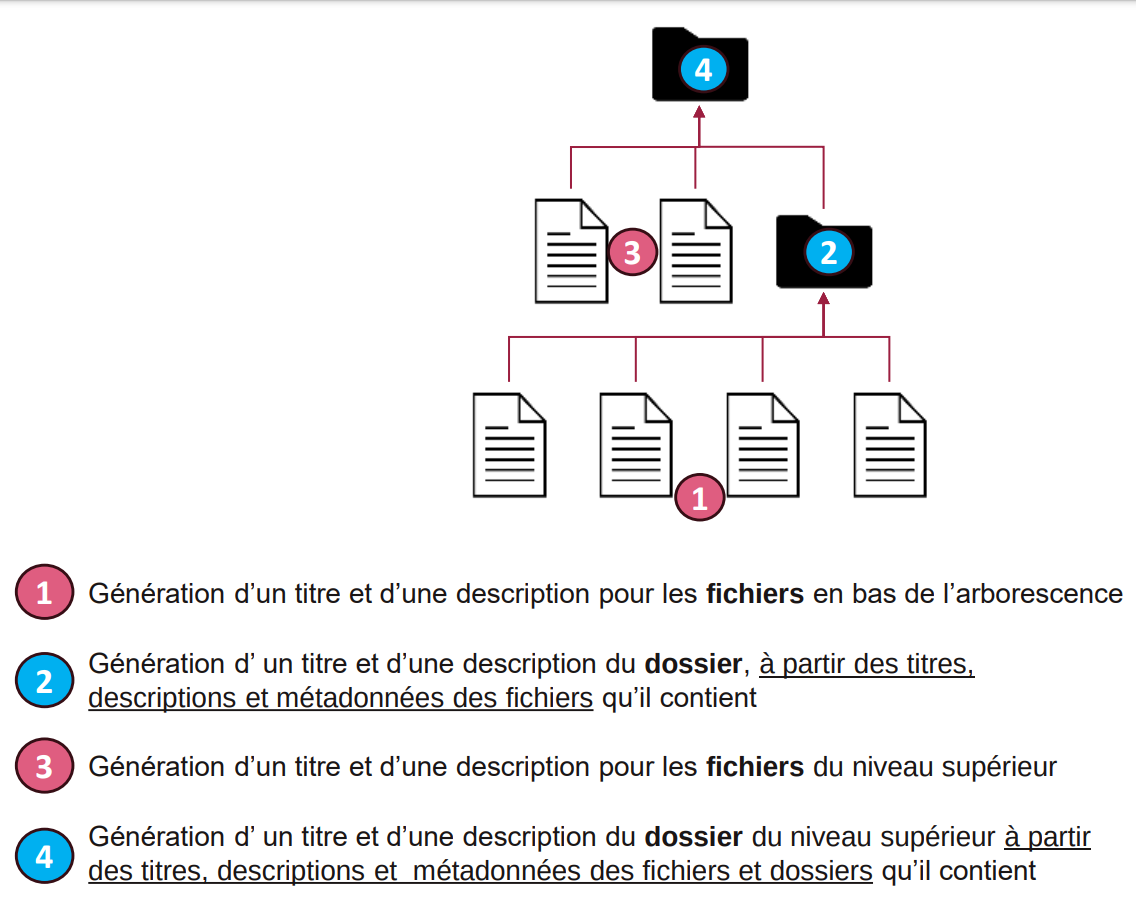 4
3
2
1
1 Génération d’un titre et d’une description pour les fichiers en bas de l’arborescence
2 Génération d’ un titre et d’une description du dossier, à partir des titres,
descriptions et métadonnées des fichiers qu’il contient
3 Génération d’un titre et d’une description pour les fichiers du niveau supérieur
4 Génération d’ un titre et d’une description du dossier du niveau supérieur à partir
des titres, descriptions et  métadonnées des fichiers et dossiers qu’il contient